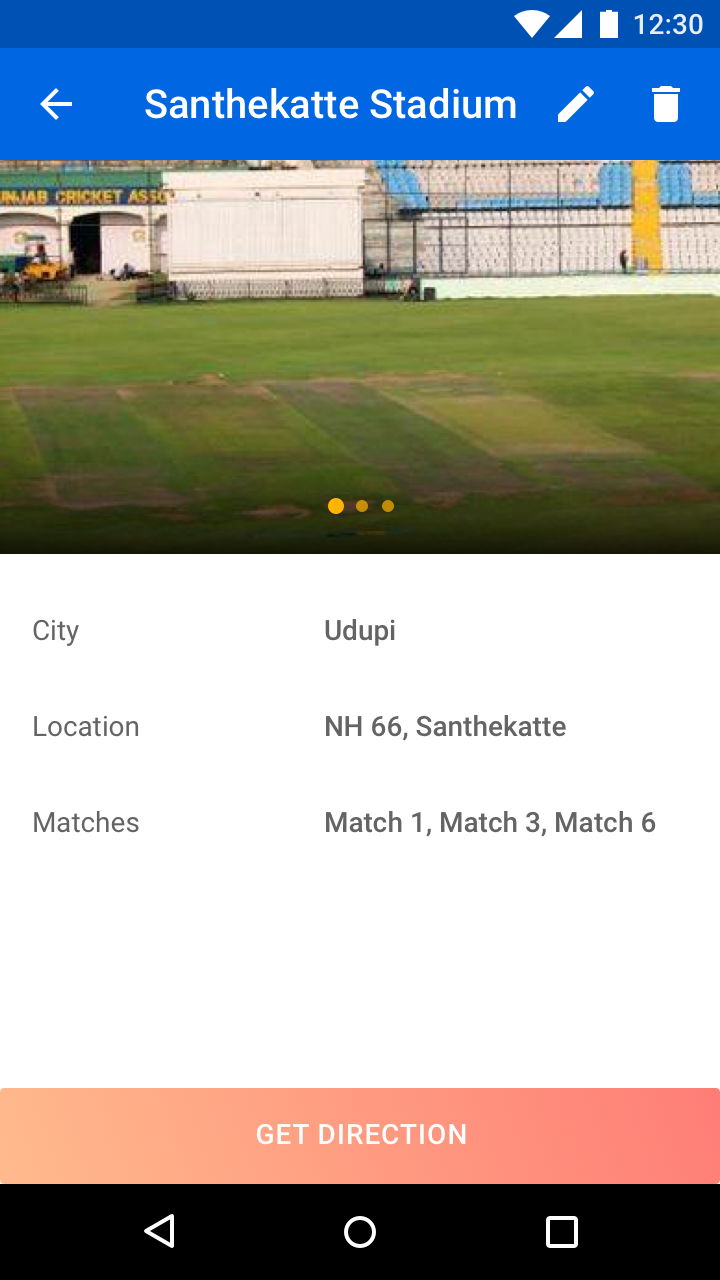 12:30
Santhekatte Stadium
UNJAB CRICKET ASSO
City Udupi
Location NH 66, Santhekatte
Matches Match 1, Match 3, Match 6
GET DIRECTION